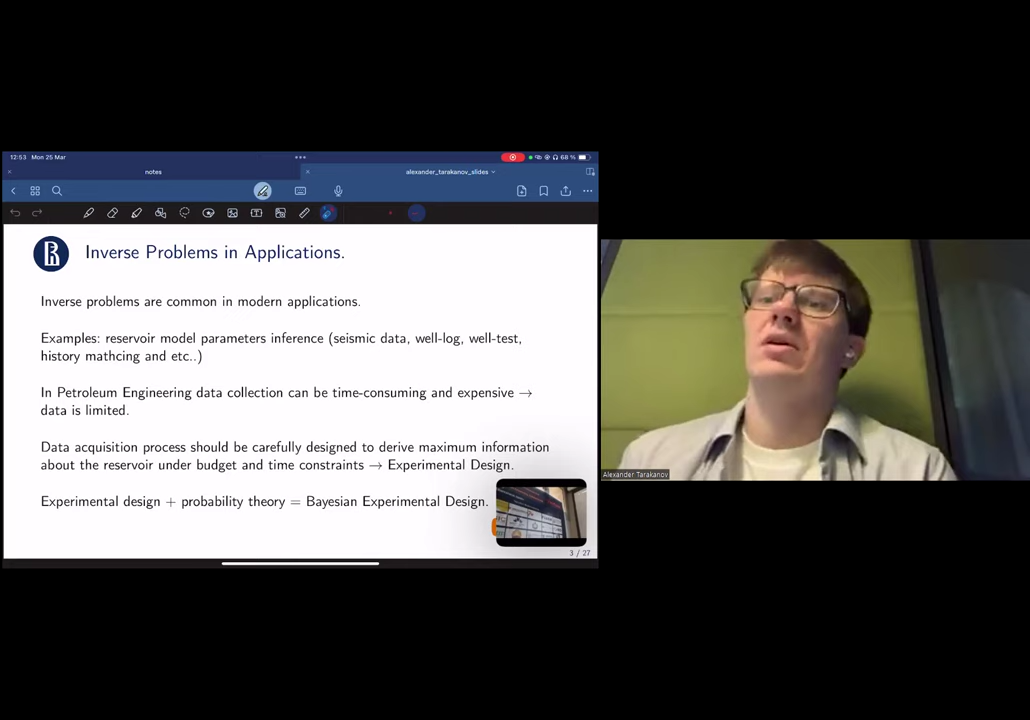 12:53 Mon 25 Mar
68 %
notes
alexander_tarakanov_slides
Inverse Problems in Applications.
Inverse problems are common in modern applications.
Examples: reservoir model parameters inference (seismic data, well-log, well-test,
history mathcing and etc..)
In Petroleum Engineering data collection can be time-consuming and expensive →
data is limited.
Data acquisition process should be carefully designed to derive maximum information
about the reservoir under budget and time constraints → Experimental Design.
Experimental design + probability theory = Bayesian Experimental Design.
3 / 27
Alexander Tarakanov